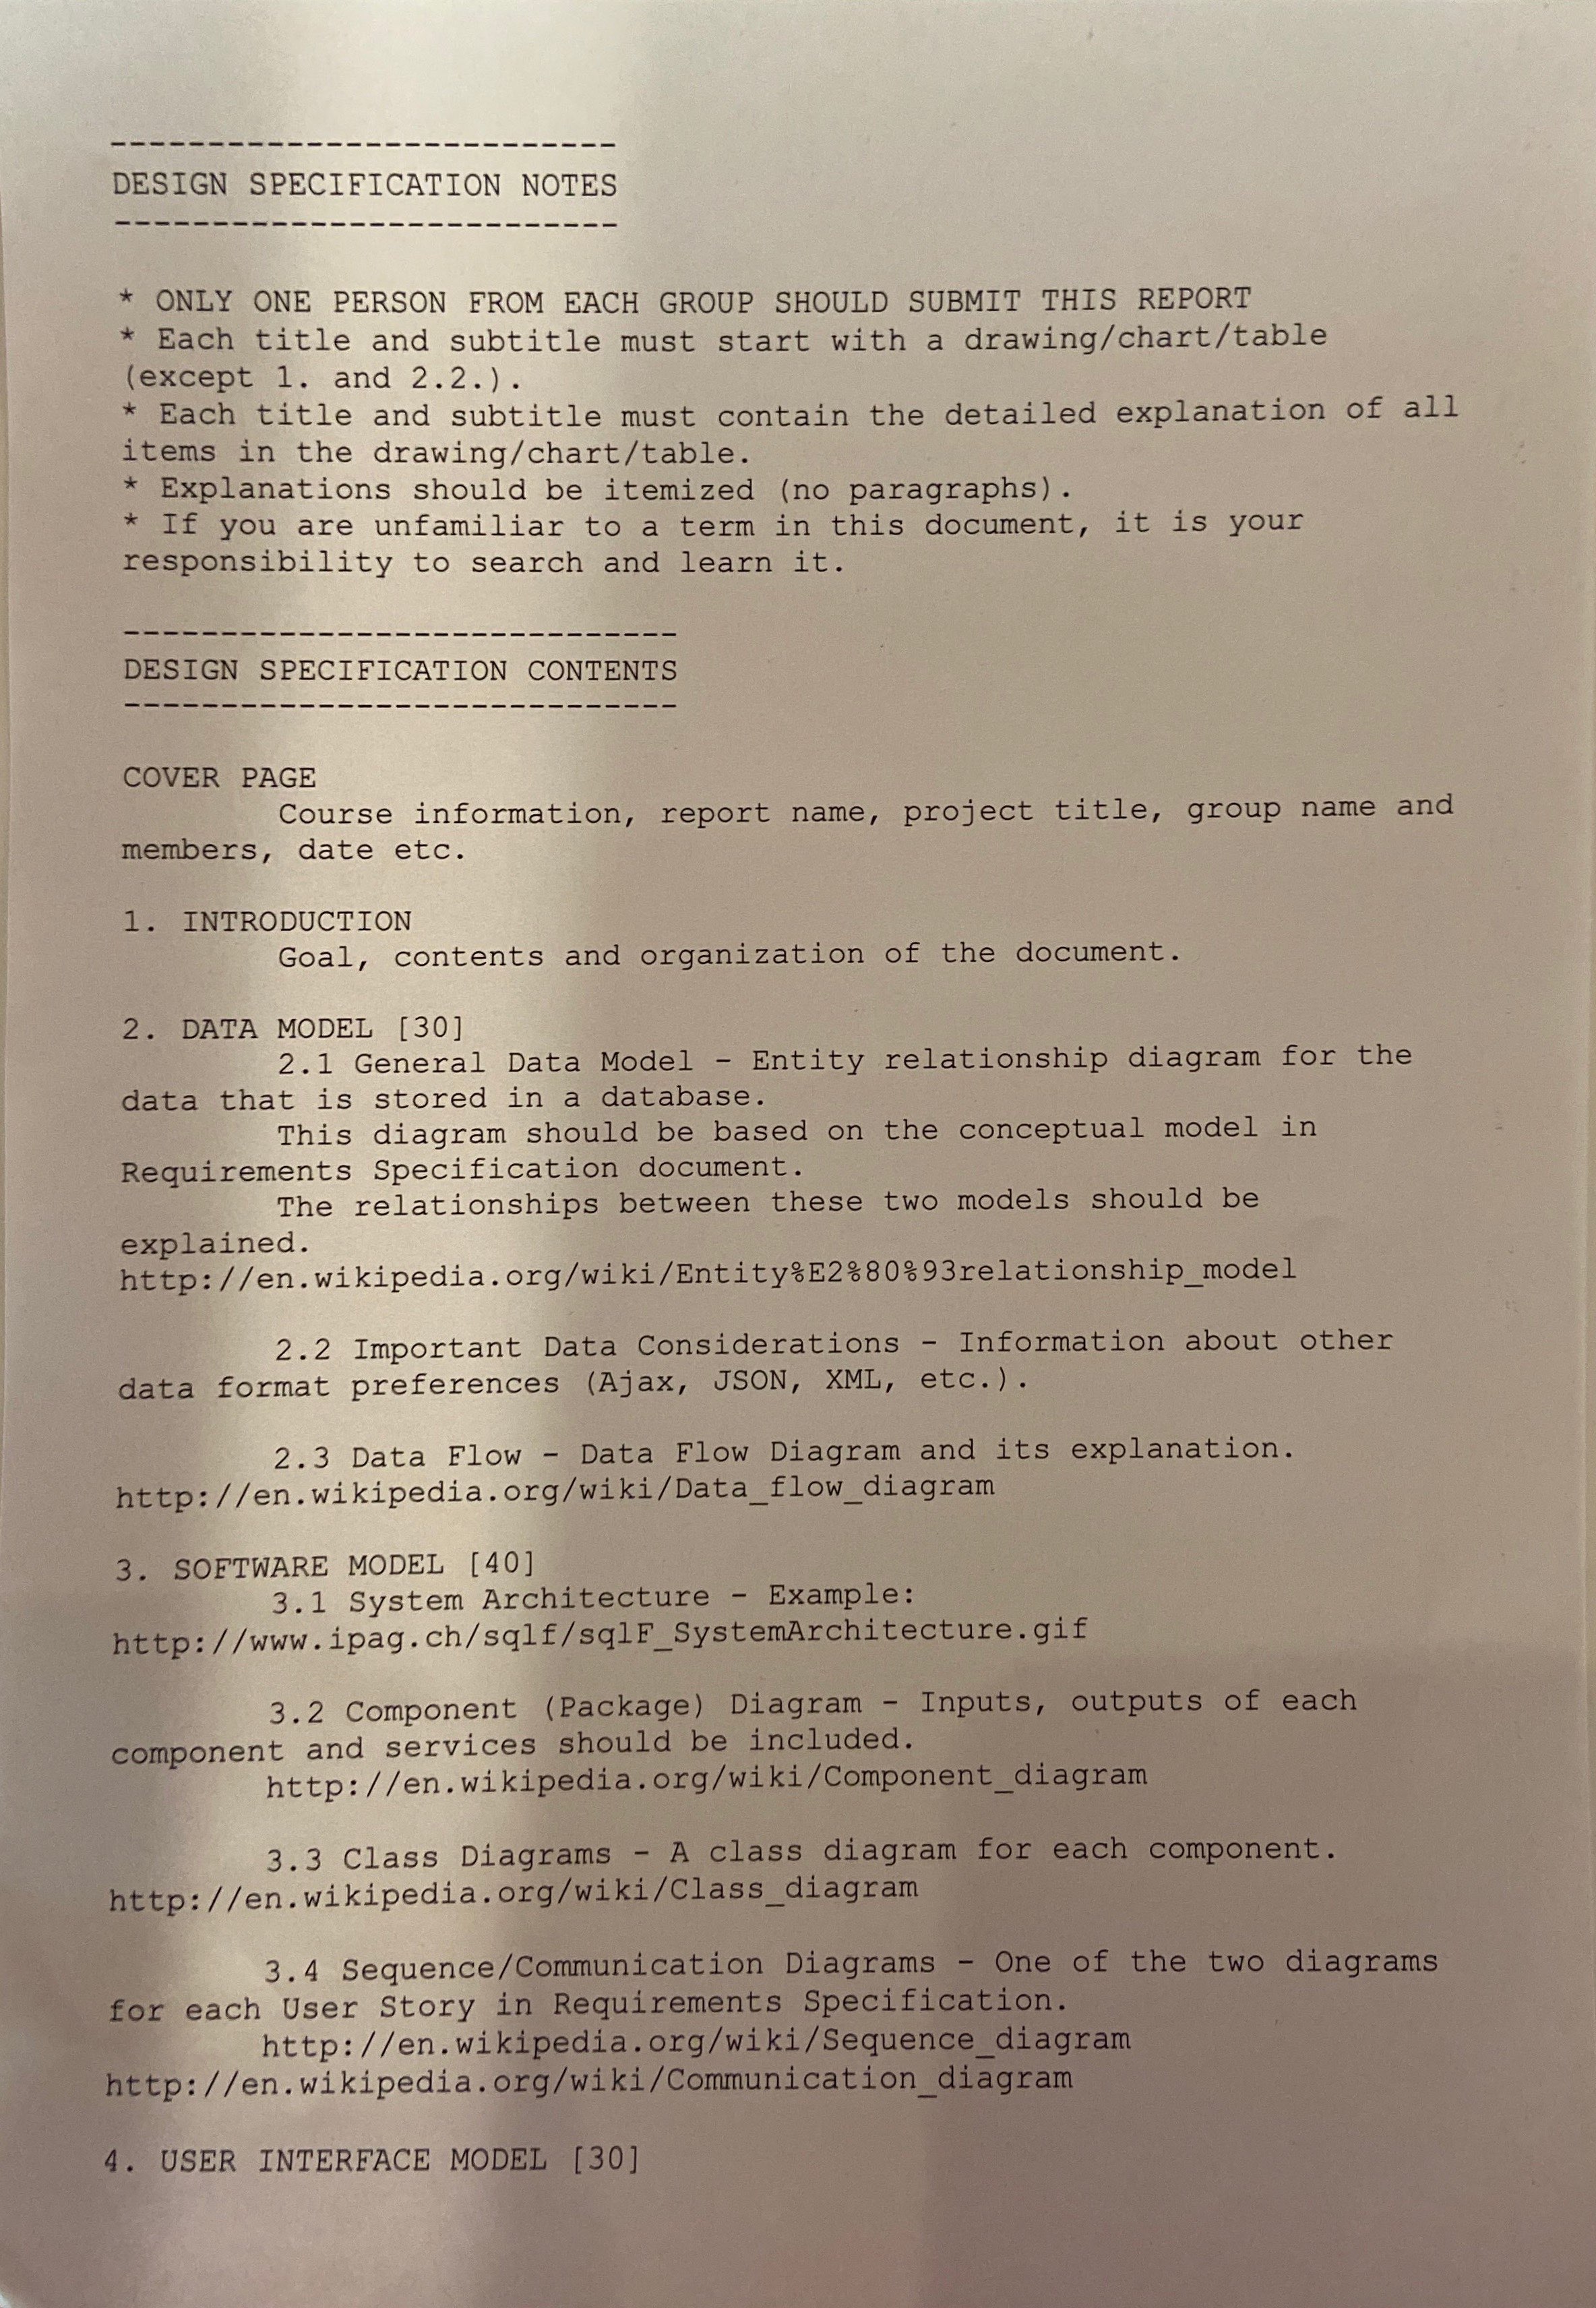 --------------------------
DESIGN SPECIFICATION NOTES
--------------------------
* ONLY ONE PERSON FROM EACH GROUP SHOULD SUBMIT THIS REPORT
* Each title and subtitle must start with a drawing/chart/table
(except 1. and 2.2.).
* Each title and subtitle must contain the detailed explanation of all
items in the drawing/chart/table.
* Explanations should be itemized (no paragraphs).
* If you are unfamiliar to a term in this document, it is your
responsibility to search and learn it.
-----------------------------
DESIGN SPECIFICATION CONTENTS
-----------------------------
COVER PAGE
Course information, report name, project title, group name and
members, date etc.
1. INTRODUCTION
Goal, contents and organization of the document.
2. DATA MODEL [30]
2.1 General Data Model - Entity relationship diagram for the
data that is stored in a database.
This diagram should be based on the conceptual model in
Requirements Specification document.
The relationships between these two models should be
explained.
http://en.wikipedia.org/wiki/Entity%E2%80%93relationship_model
2.2 Important Data Considerations - Information about other
data format preferences (Ajax, JSON, XML, etc.).
2.3 Data Flow - Data Flow Diagram and its explanation.
http://en.wikipedia.org/wiki/Data_flow_diagram
3. SOFTWARE MODEL [40]
3.1 System Architecture - Example:
http://www.ipag.ch/sqlf/sqlF_SystemArchitecture.gif
3.2 Component (Package) Diagram - Inputs, outputs of each
component and services should be included.
http://en.wikipedia.org/wiki/Component_diagram
3.3 Class Diagrams - A class diagram for each component.
http://en.wikipedia.org/wiki/Class_diagram
3.4 Sequence/Communication Diagrams - One of the two diagrams
for each User Story in Requirements Specification.
http://en.wikipedia.org/wiki/Sequence_diagram
http://en.wikipedia.org/wiki/Communication_diagram
4. USER INTERFACE MODEL [30]